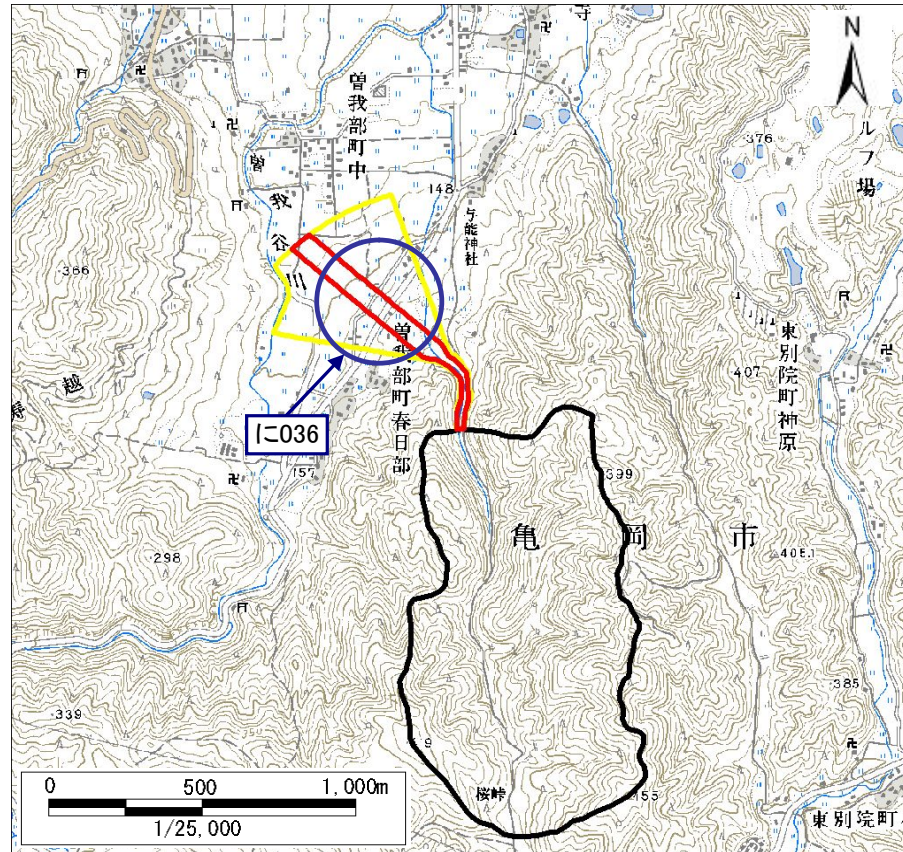 N
寺
376
ルフ場
曽我部町中
148
曽我谷川
与能神社
366
東別院町神原
407
曽我部町春日部
越
に036
157
399
亀岡市
405.1
298
385
339
0 500 1,000m
桜峠
1/25,000
東別院町